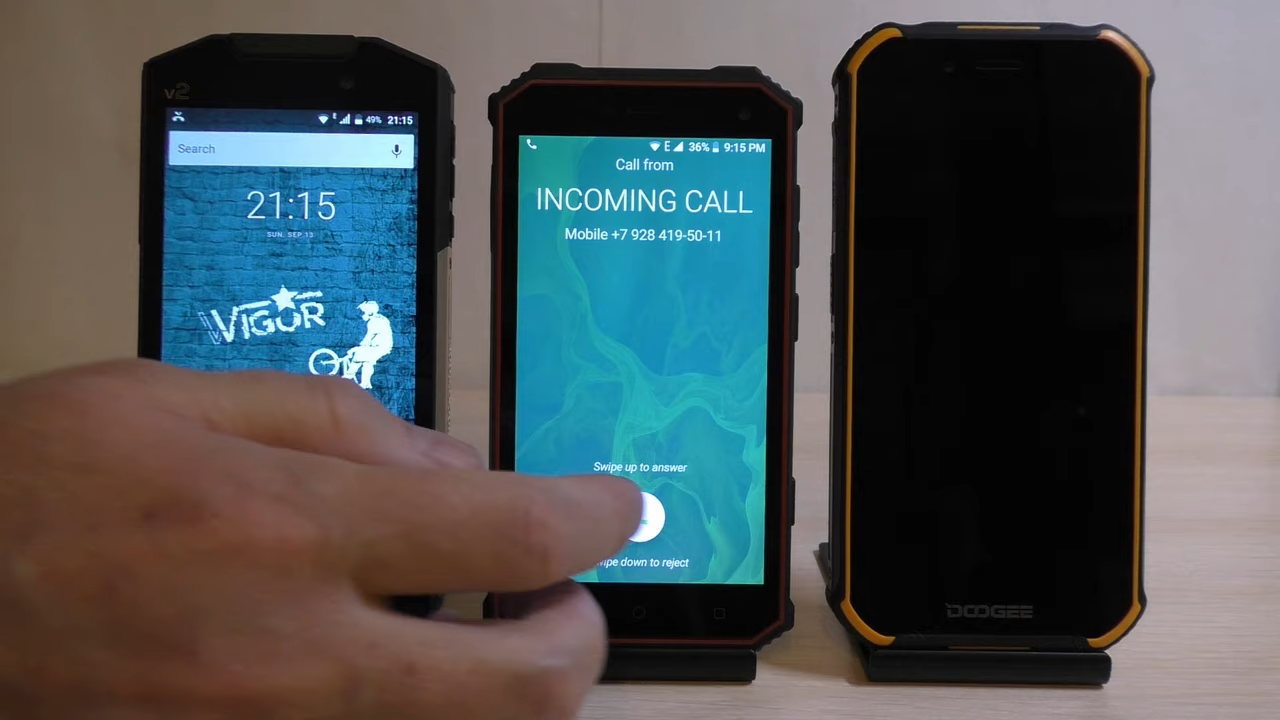 v2
49% 21:15
Search
21:15
SUN, SEP 13
VIGOR
E 36% 9:15 PM
Call from
INCOMING CALL
Mobile +7 928 419-50-11
Swipe up to answer
down to reject
DOOGEE